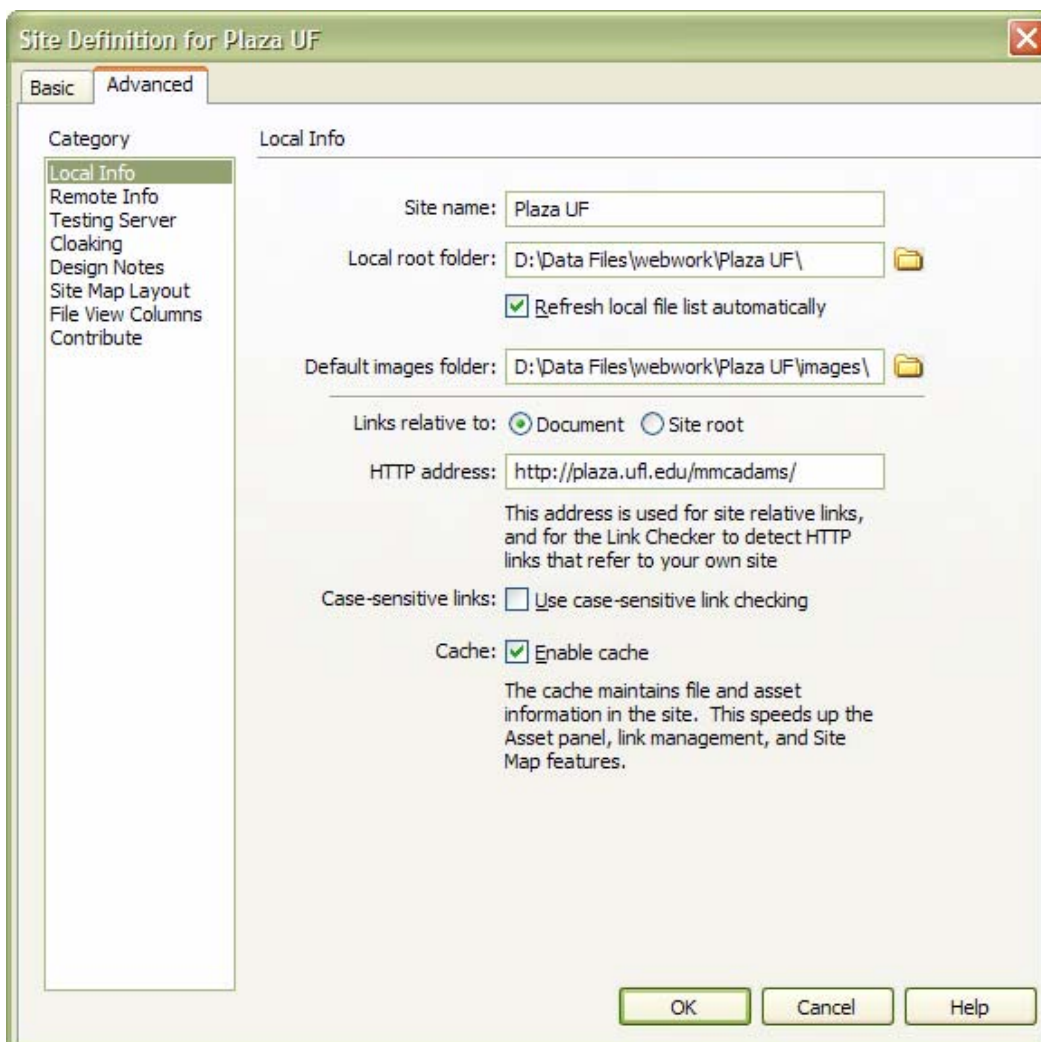 Site Definition for Plaza UF
Basic
Advanced
Category
Local Info
Remote Info
Testing Server
Cloaking
Design Notes
Site Map Layout
File View Columns
Contribute
Local Info
Site name: Plaza UF
Local root folder: D:\Data Files\webwork\Plaza UF\
Refresh local file list automatically
Default images folder: D:\Data Files\webwork\Plaza UF\images\
Links relative to: Document Site root
HTTP address: http://plaza.ufl.edu/mmcadams/
This address is used for site relative links,
and for the Link Checker to detect HTTP
links that refer to your own site
Case-sensitive links: Use case-sensitive link checking
Cache: Enable cache
The cache maintains file and asset
information in the site. This speeds up the
Asset panel, link management, and Site
Map features.
OK Cancel Help